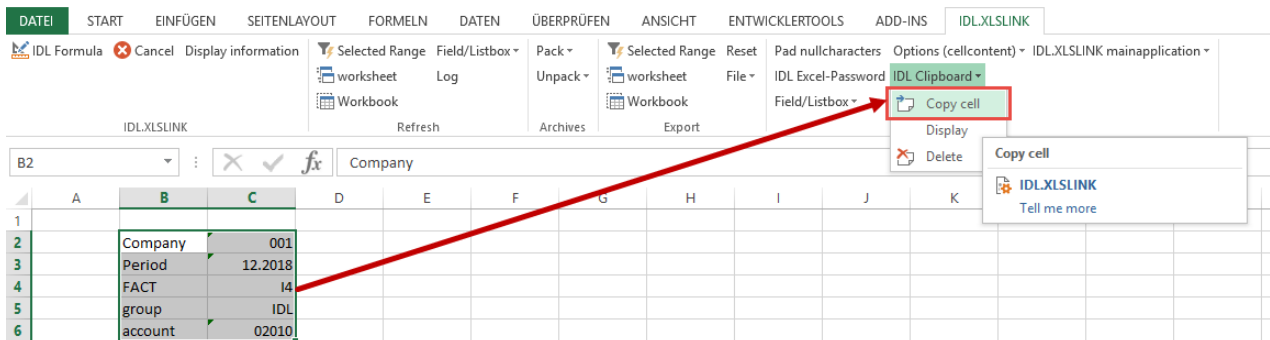 DATEI START EINFÜGEN SEITENLAYOUT FORMELN DATEN ÜBERPRÜFEN ANSICHT ENTWICKLERTOOLS ADD-INS IDL.XLSLINK
IDL Formula Cancel Display information Selected Range Field/Listbox Pack Selected Range Reset Pad nullcharacters Options (cellcontent) IDL.XLSLINK mainapplication
worksheet Log Unpack worksheet File IDL Excel-Password IDL Clipboard
Workbook Workbook Field/Listbox Copy cell
IDL.XLSLINK Refresh Archives Export Display
Delete
B2 fx Company
Copy cell
IDL.XLSLINK
Tell me more
A B C D E F G H I J K
1
2 Company 001
3 Period 12.2018
4 FACT I4
5 group IDL
6 account 02010